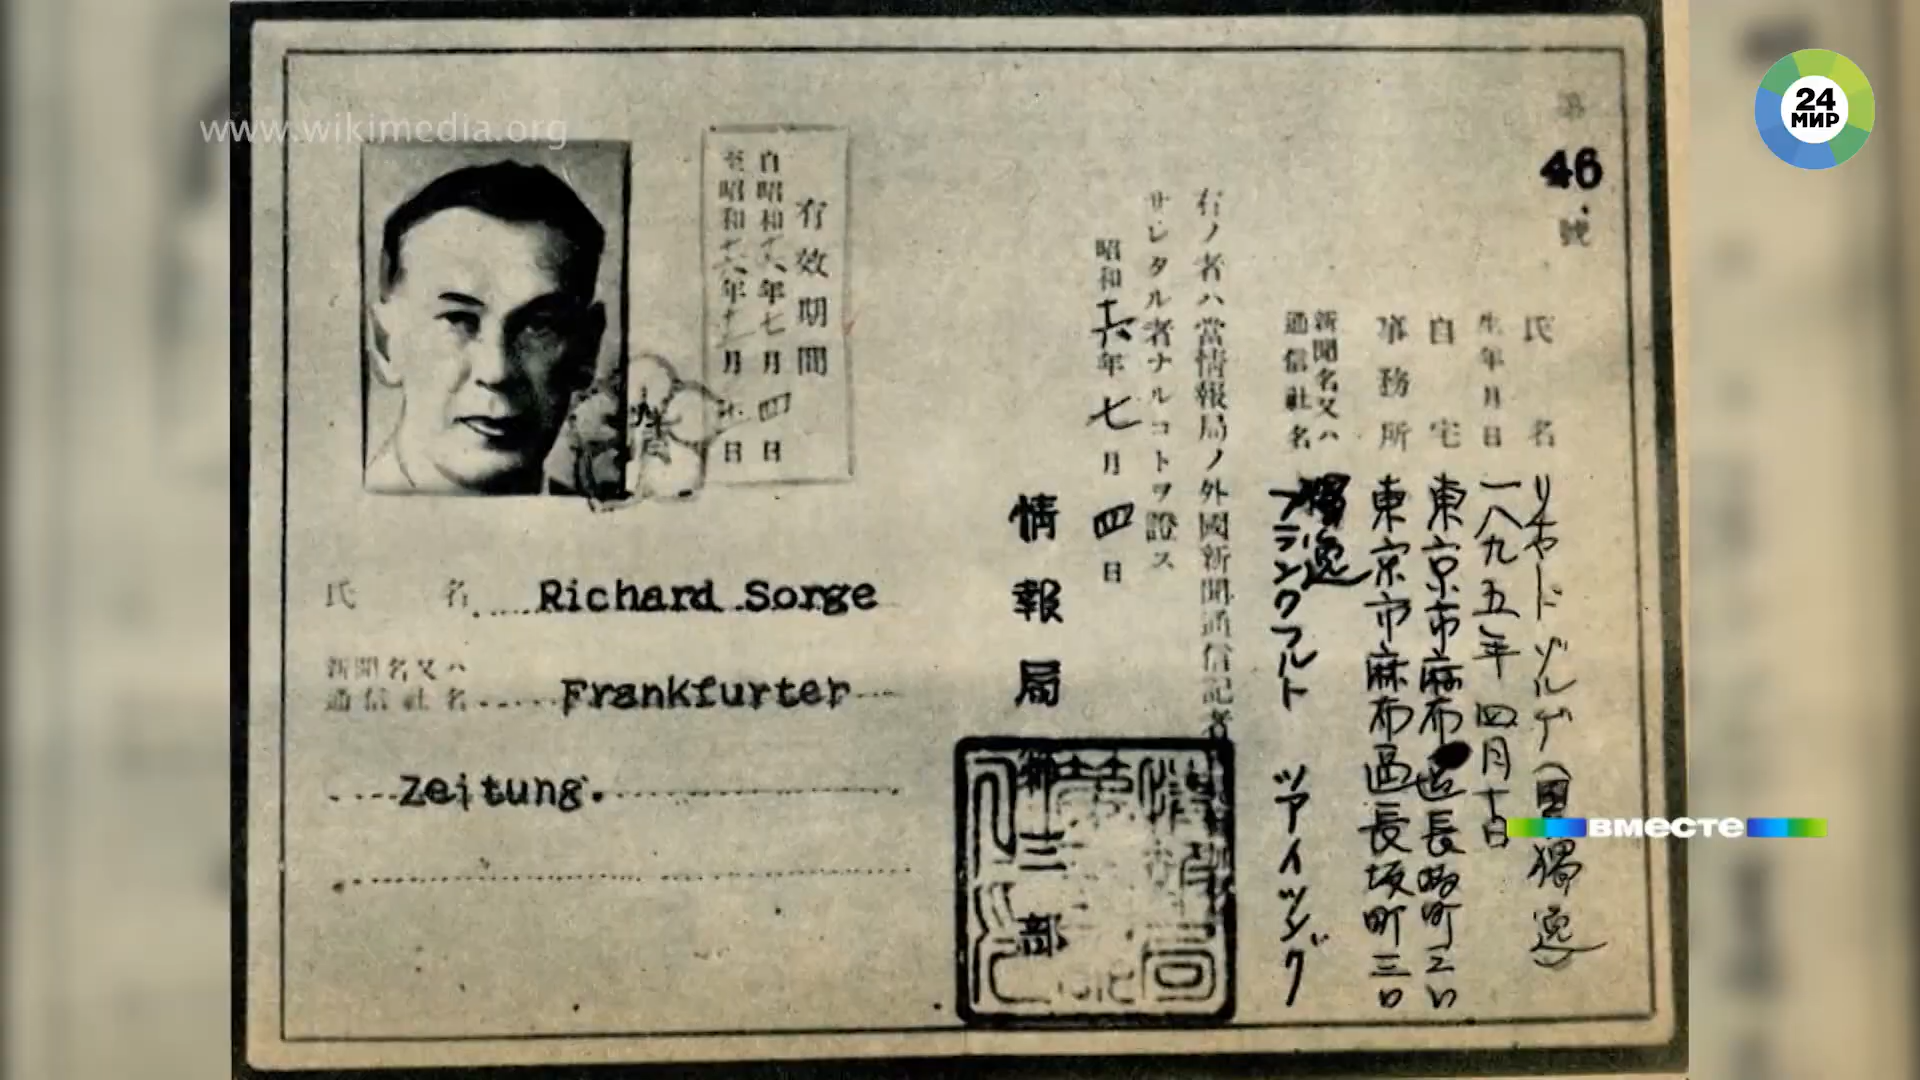 www.wikimedia.org
24
МИР
第
46
號
氏名 リヒャルド ゾルゲ(国 獨逸)
生年月日 一八九五年 四月
自宅 東京市麻布區長坂町
事務所 東京市麻布區長坂町三〇
新聞名又ハ
通信社名
獨逸
フランクフルト ツアイツング
右ノ者ハ當情報局ノ外國新聞通信記者
サレタル者ナルコトヲ證ス
昭和十六年七月四日
情報局
第三部
有效期間
自昭和十六年七月四日
至昭和十六年十月 日
氏名 Richard Sorge
新聞名又ハ
通信社名 Frankfurter
Zeitung.
ВМЕСТЕ